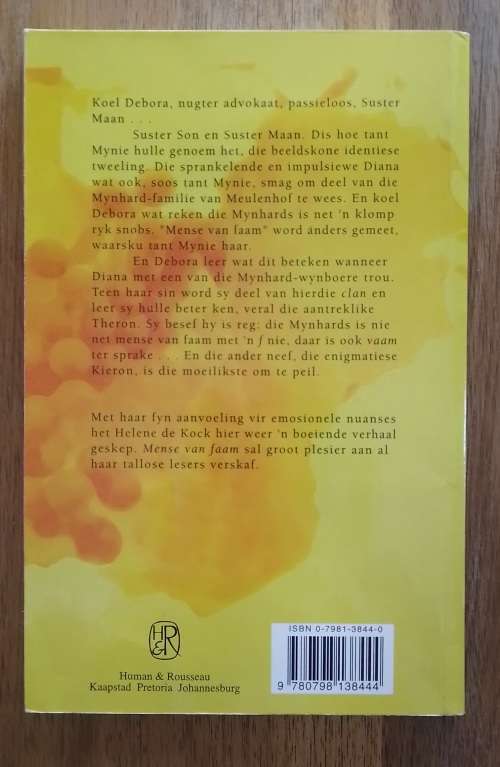 Koel Debora, nugter advokaat, passieloos, Suster
Maan . . .
Suster Son en Suster Maan. Dis hoe tant
Mynie hulle genoem het, die beeldskone identiese
tweeling. Die sprankelende en impulsiewe Diana
wat ook, soos tant Mynie, smag om deel van die
Mynhard-familie van Meulenhof te wees. En koel
Debora wat reken die Mynhards is net 'n klomp
ryk snobs. "Mense van faam" word anders gemeet,
waarsku tant Mynie haar.
En Debora leer wat dit beteken wanneer
Diana met een van die Mynhard-wynboere trou.
Teen haar sin word sy deel van hierdie clan en
leer sy hulle beter ken, veral die aantreklike
Theron. Sy besef hy is reg: die Mynhards is nie
net mense van faam met 'n f nie, daar is ook vaam
ter sprake . . . En die ander neef, die enigmatiese
Kieron, is die moeilikste om te peil.
Met haar fyn aanvoeling vir emosionele nuanses
het Helene de Kock hier weer 'n boeiende verhaal
geskep. Mense van faam sal groot plesier aan al
haar tallose lesers verskaf.
H&R
Human & Rousseau
Kaapstad Pretoria Johannesburg
ISBN 0-7981-3844-0
9 780798 138444